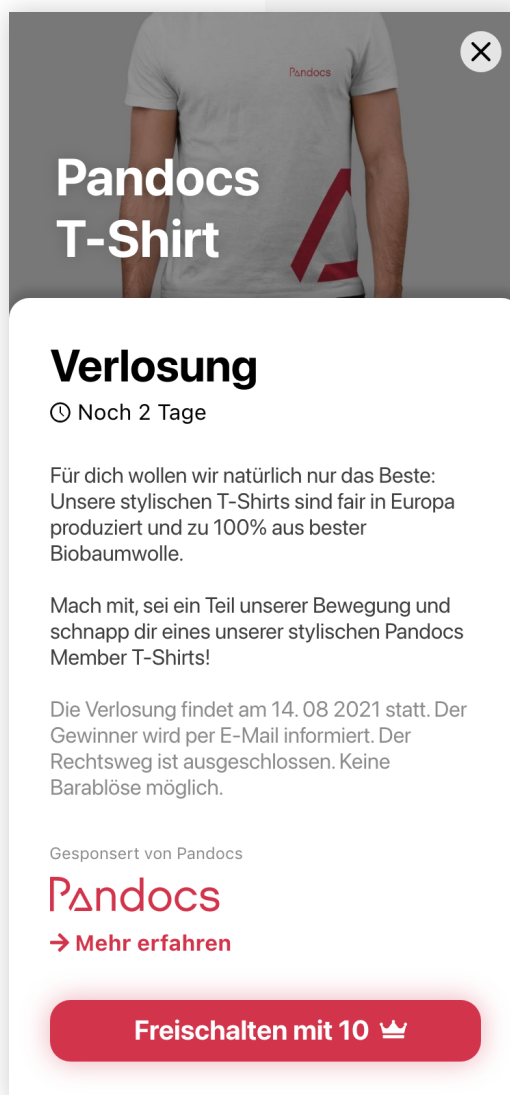 Pandocs
Pandocs
T-Shirt
Verlosung
Noch 2 Tage
Für dich wollen wir natürlich nur das Beste:
Unsere stylischen T-Shirts sind fair in Europa
produziert und zu 100% aus bester
Biobaumwolle.
Mach mit, sei ein Teil unserer Bewegung und
schnapp dir eines unserer stylischen Pandocs
Member T-Shirts!
Die Verlosung findet am 14. 08 2021 statt. Der
Gewinner wird per E-Mail informiert. Der
Rechtsweg ist ausgeschlossen. Keine
Barablöse möglich.
Gesponsert von Pandocs
Pandocs
→ Mehr erfahren
Freischalten mit 10